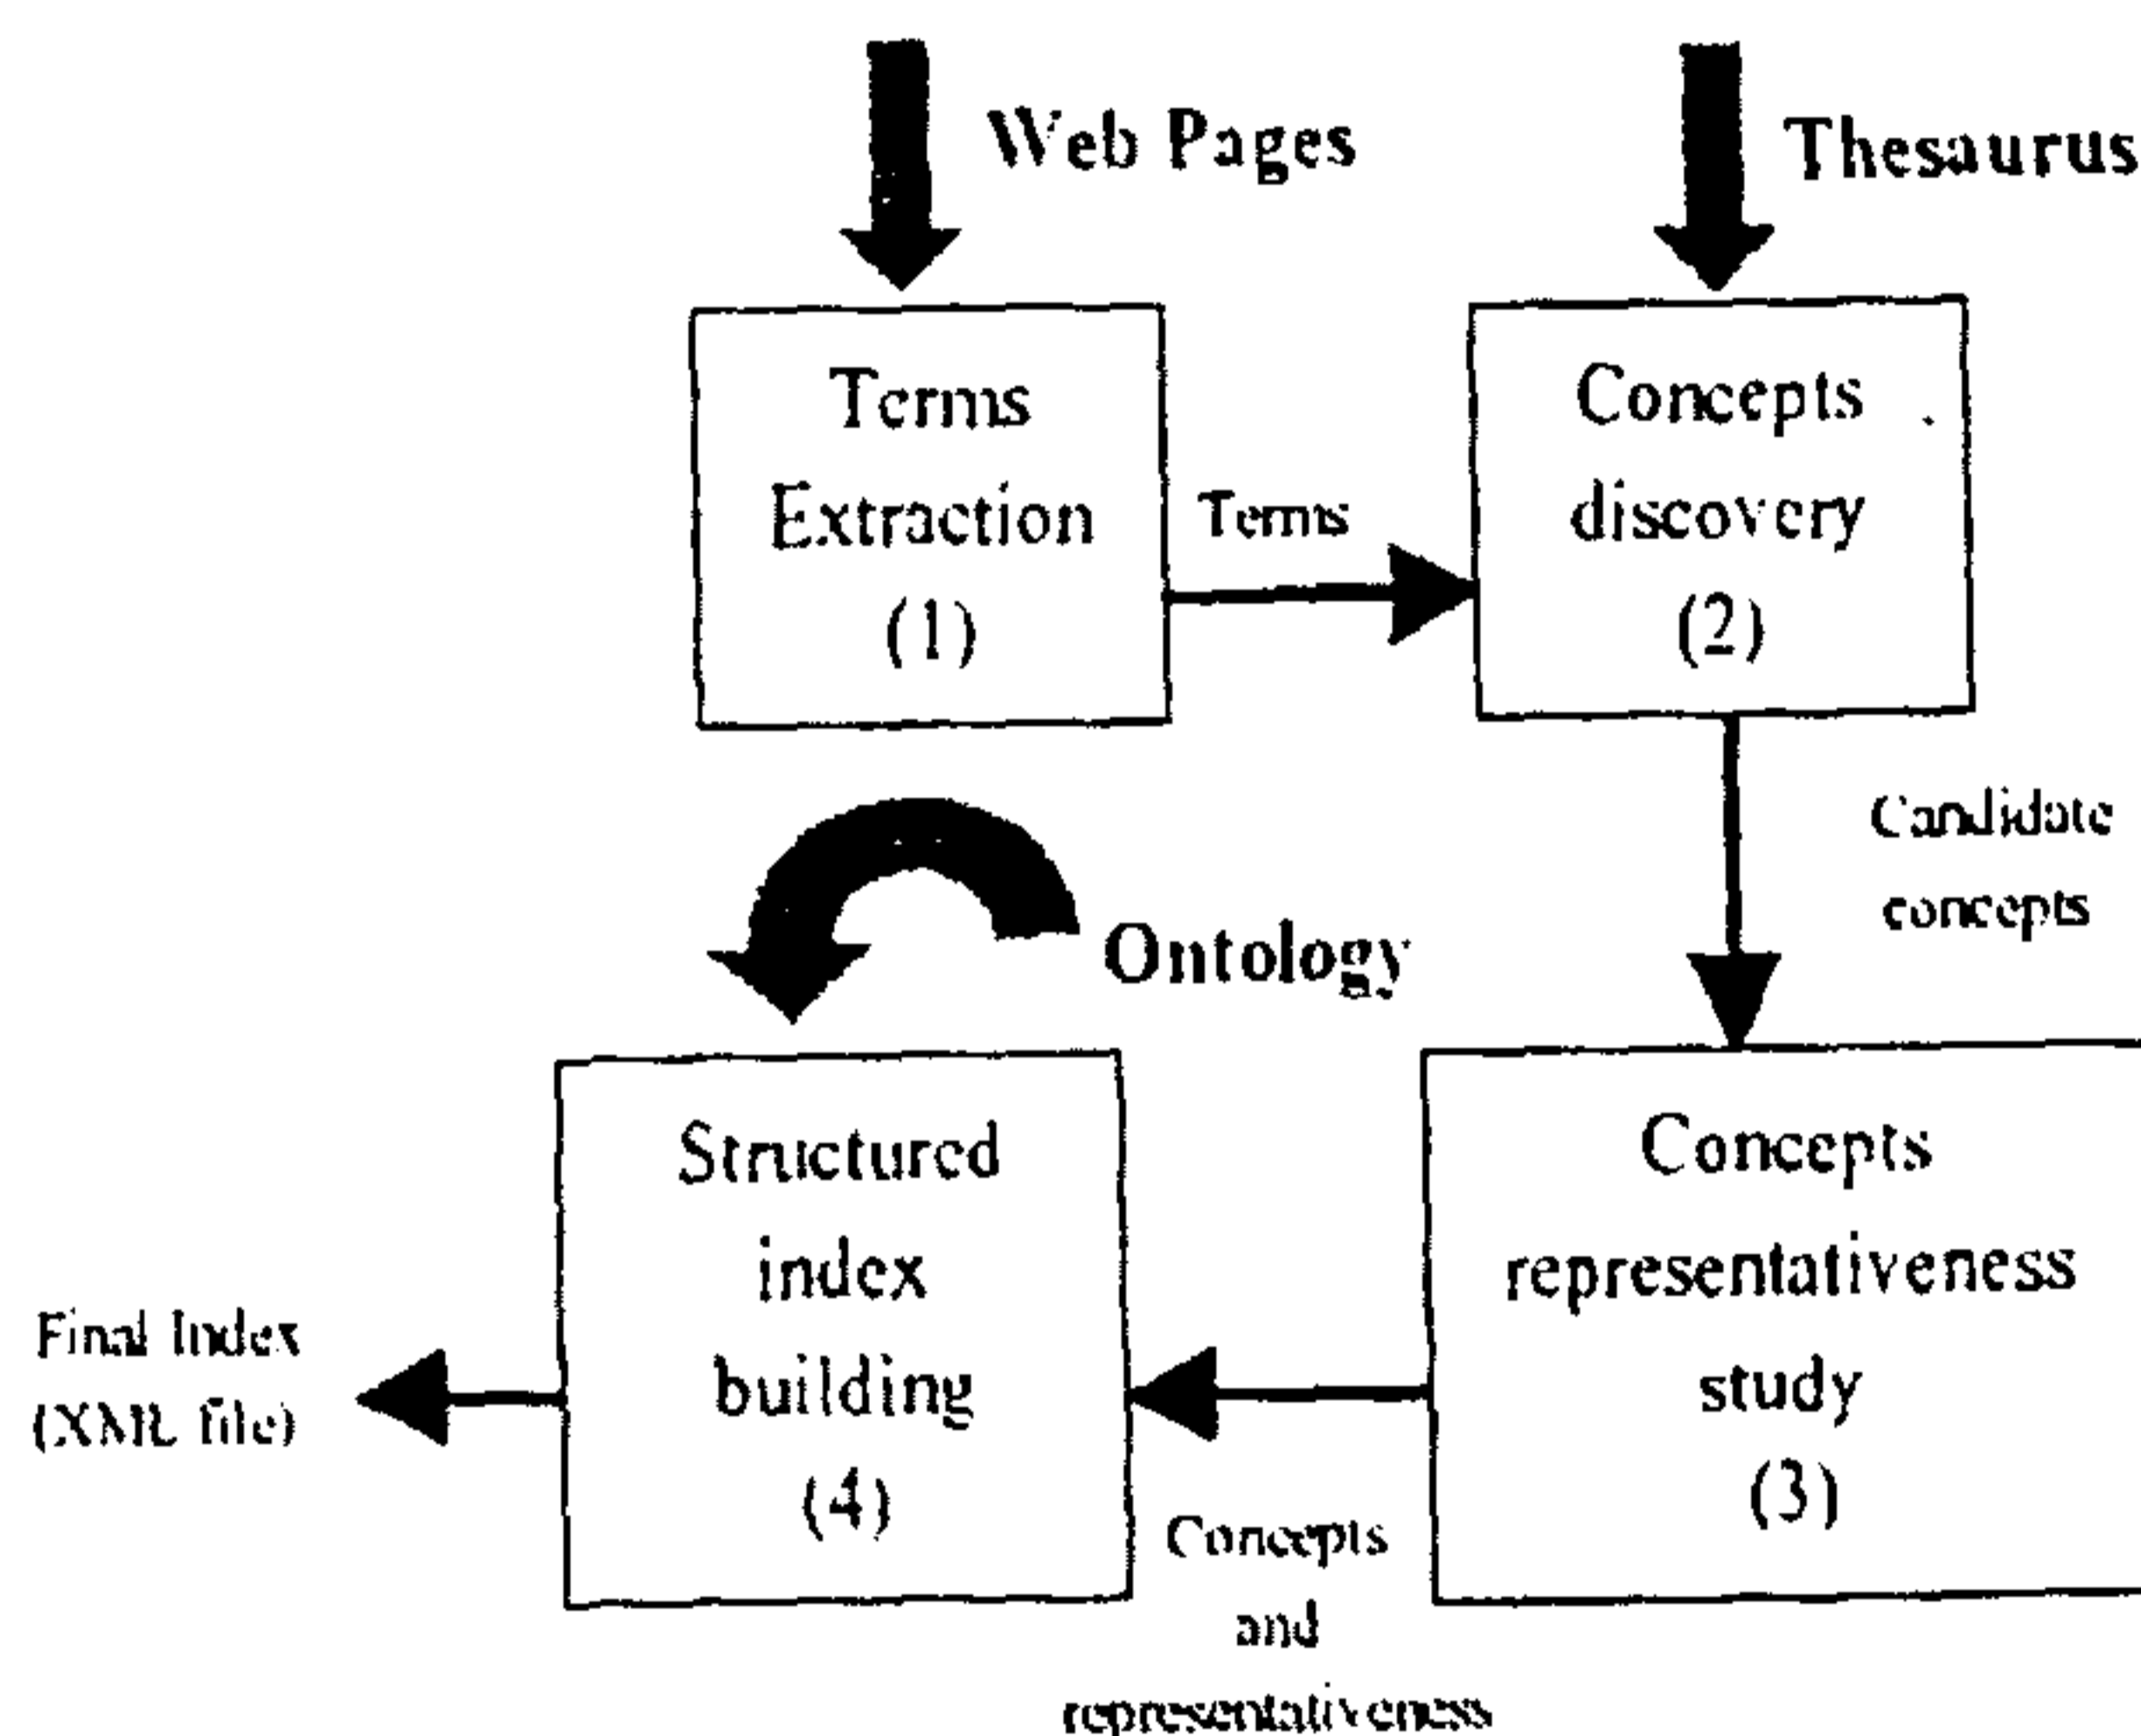 Web Pages
Thesaurus
Terms
Extraction
(1)
Terms
Concepts
discovery
(2)
Candidate
concepts
Ontology
Structured
index
building
(4)
Concepts
representativeness
study
(3)
Final Index
(XML file)
Concepts
and
representativeness